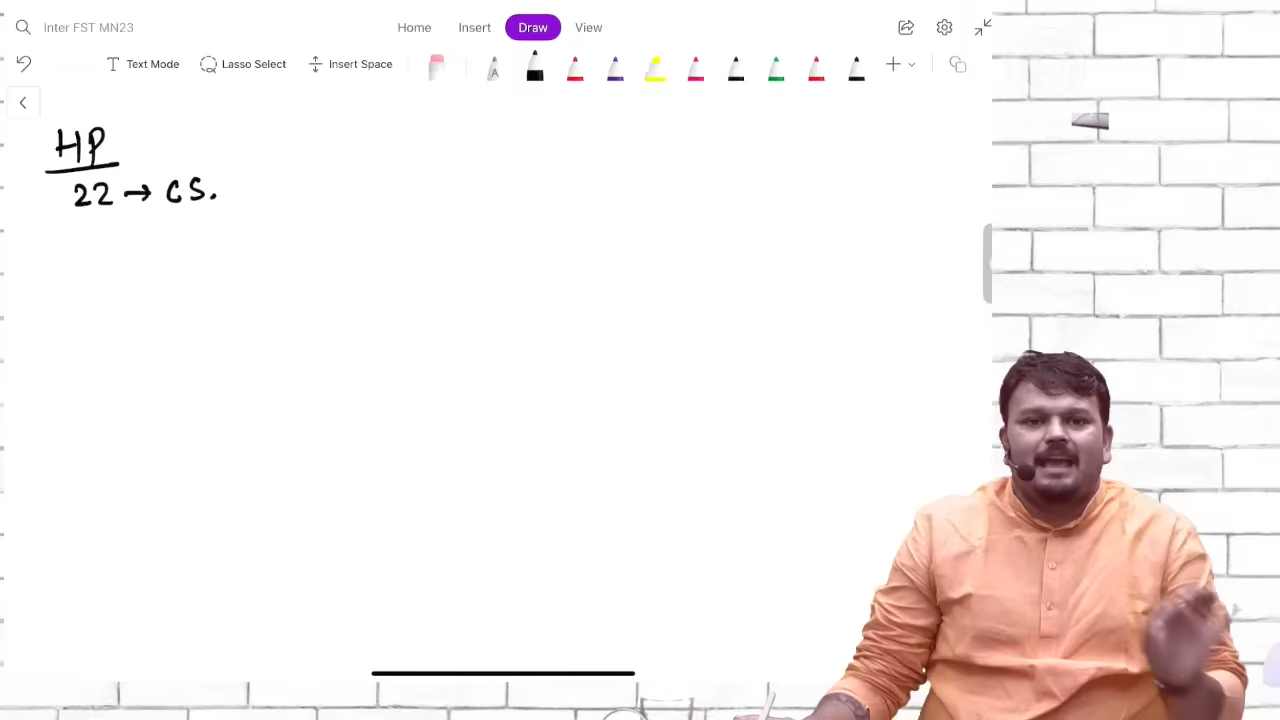 inter FST MN23
Home Insert Draw View
Text Mode Lasso Select Insert Space
HP
22 → CS.